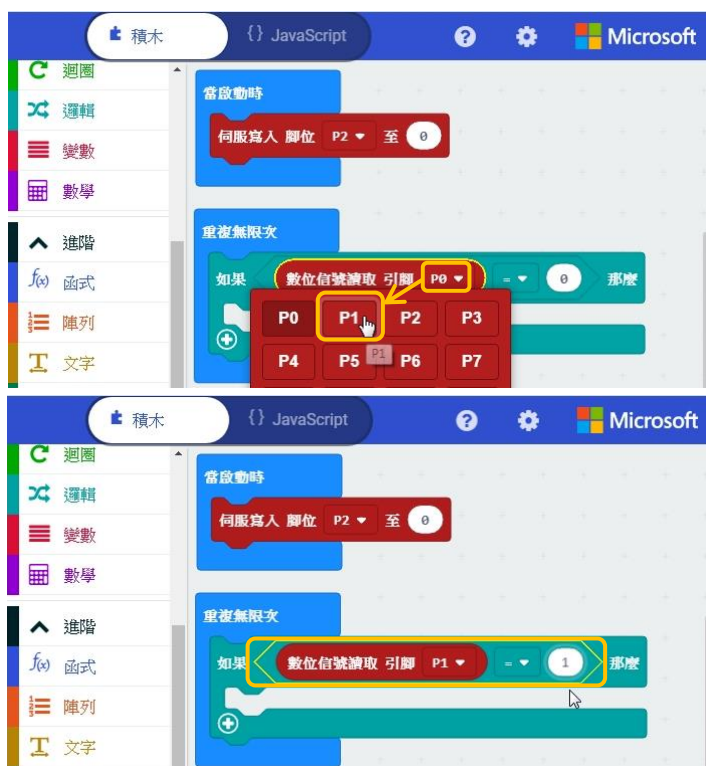 積木 {} JavaScript ? Microsoft
迴圈
邏輯
變數
數學
進階
f(x) 函式
陣列
T 文字
當啟動時
伺服寫入 腳位 P2 至 0
重複無限次
如果 數位信號讀取 引腳 P0 = 0 那麼
P0 P1 P2 P3
P1
P4 P5 P6 P7
積木 {} JavaScript ? Microsoft
迴圈
邏輯
變數
數學
進階
f(x) 函式
陣列
T 文字
當啟動時
伺服寫入 腳位 P2 至 0
重複無限次
如果 數位信號讀取 引腳 P1 = 1 那麼